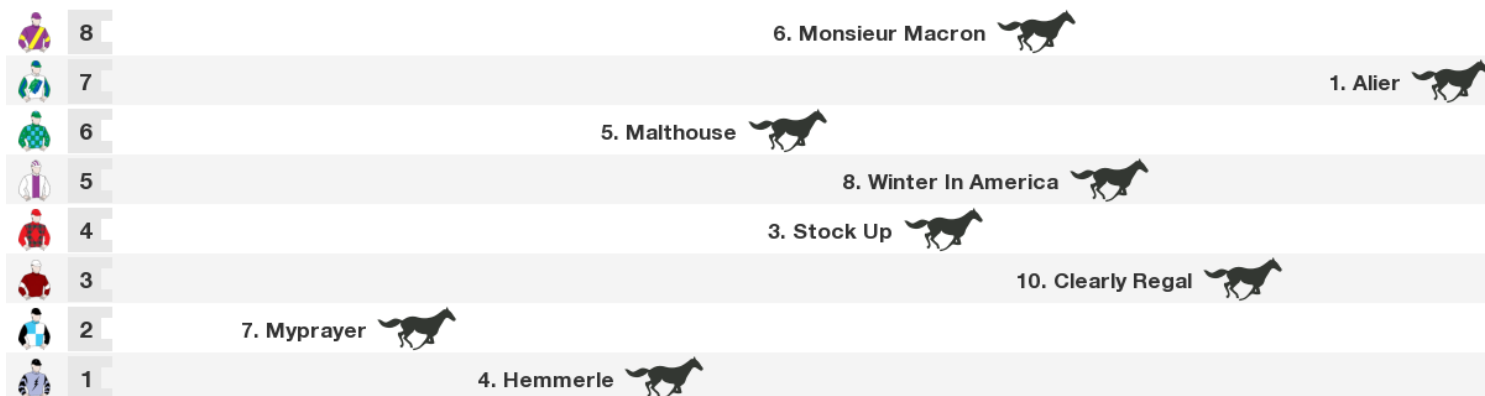 8 6. Monsieur Macron
7 1. Alier
6 5. Malthouse
5 8. Winter In America
4 3. Stock Up
3 10. Clearly Regal
2 7. Myprayer
1 4. Hemmerle